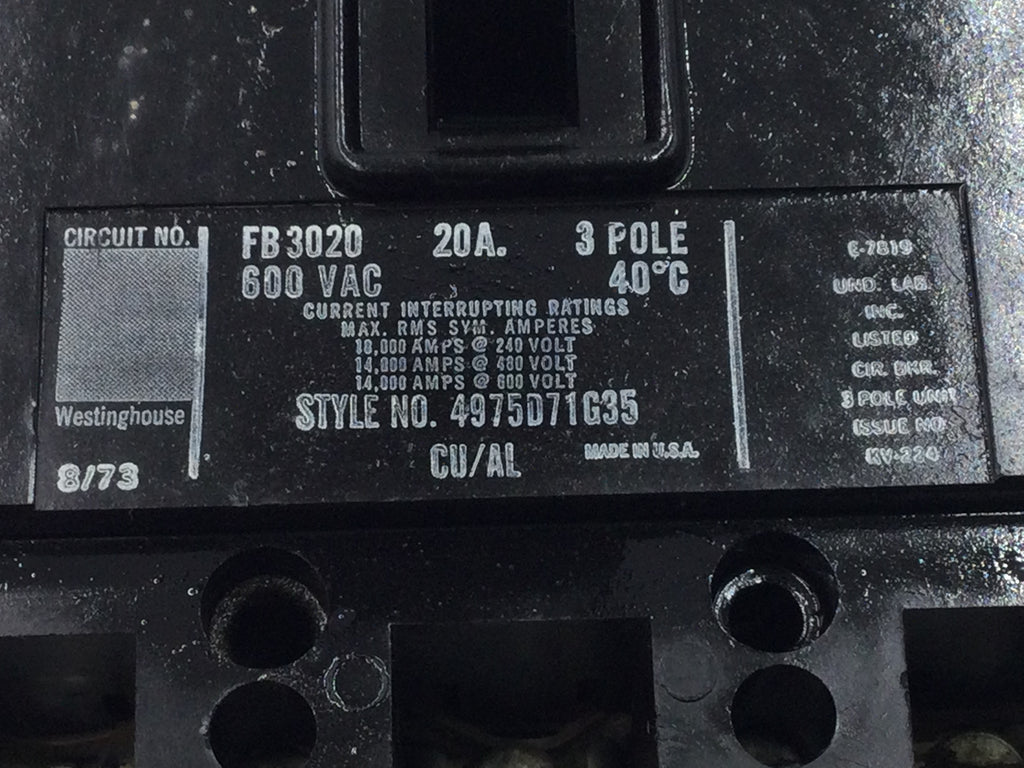 CIRCUIT NO.
Westinghouse
8/73
FB3020 20A. 3 POLE
600 VAC 40°C
CURRENT INTERRUPTING RATINGS
MAX. RMS SYM. AMPERES
18,000 AMPS @ 240 VOLT
14,000 AMPS @ 480 VOLT
14,000 AMPS @ 600 VOLT
STYLE NO. 4975D71G35
CU/AL MADE IN U.S.A.
E-7819
UND. LAB.
INC.
LISTED
CIR. BKR.
3 POLE UNIT
ISSUE NO
KV-224